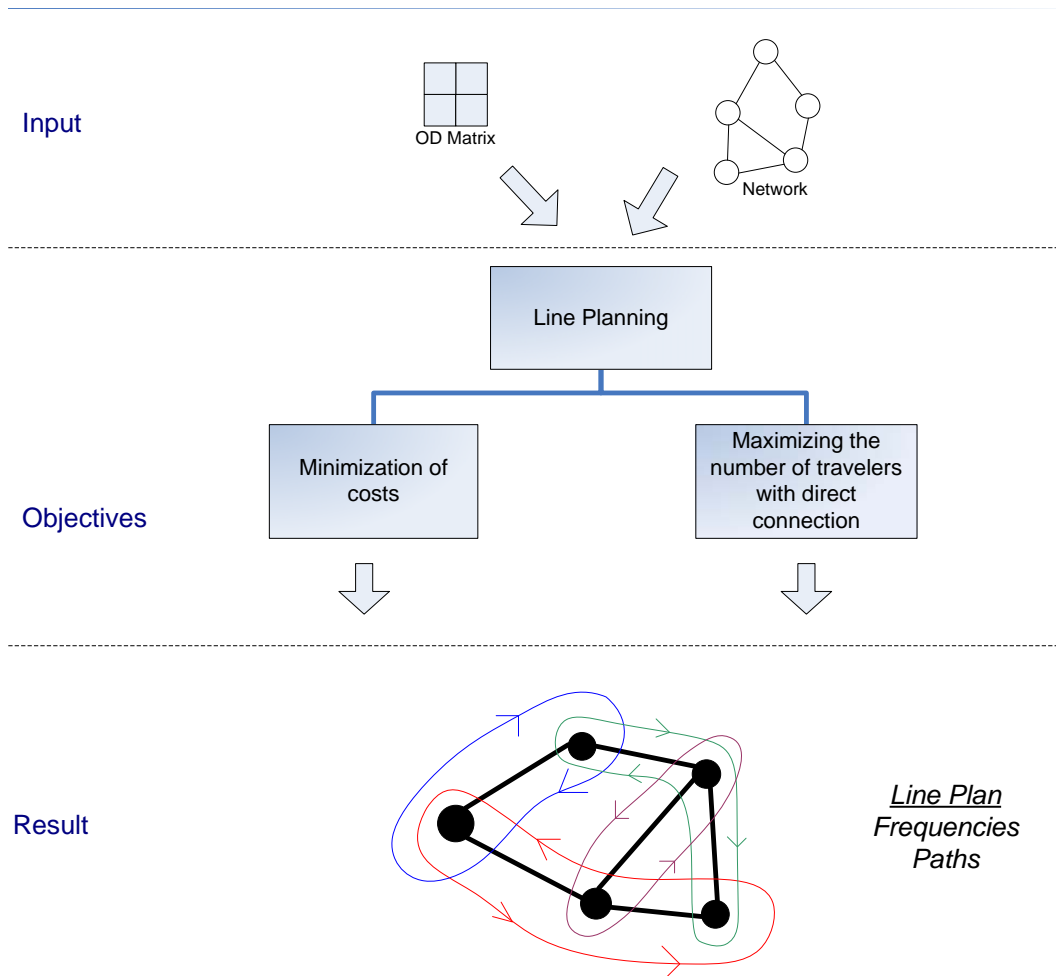 Input
OD Matrix
Network
Line Planning
Objectives
Minimization of
costs
Maximizing the
number of travelers
with direct
connection
Result
Line Plan
Frequencies
Paths